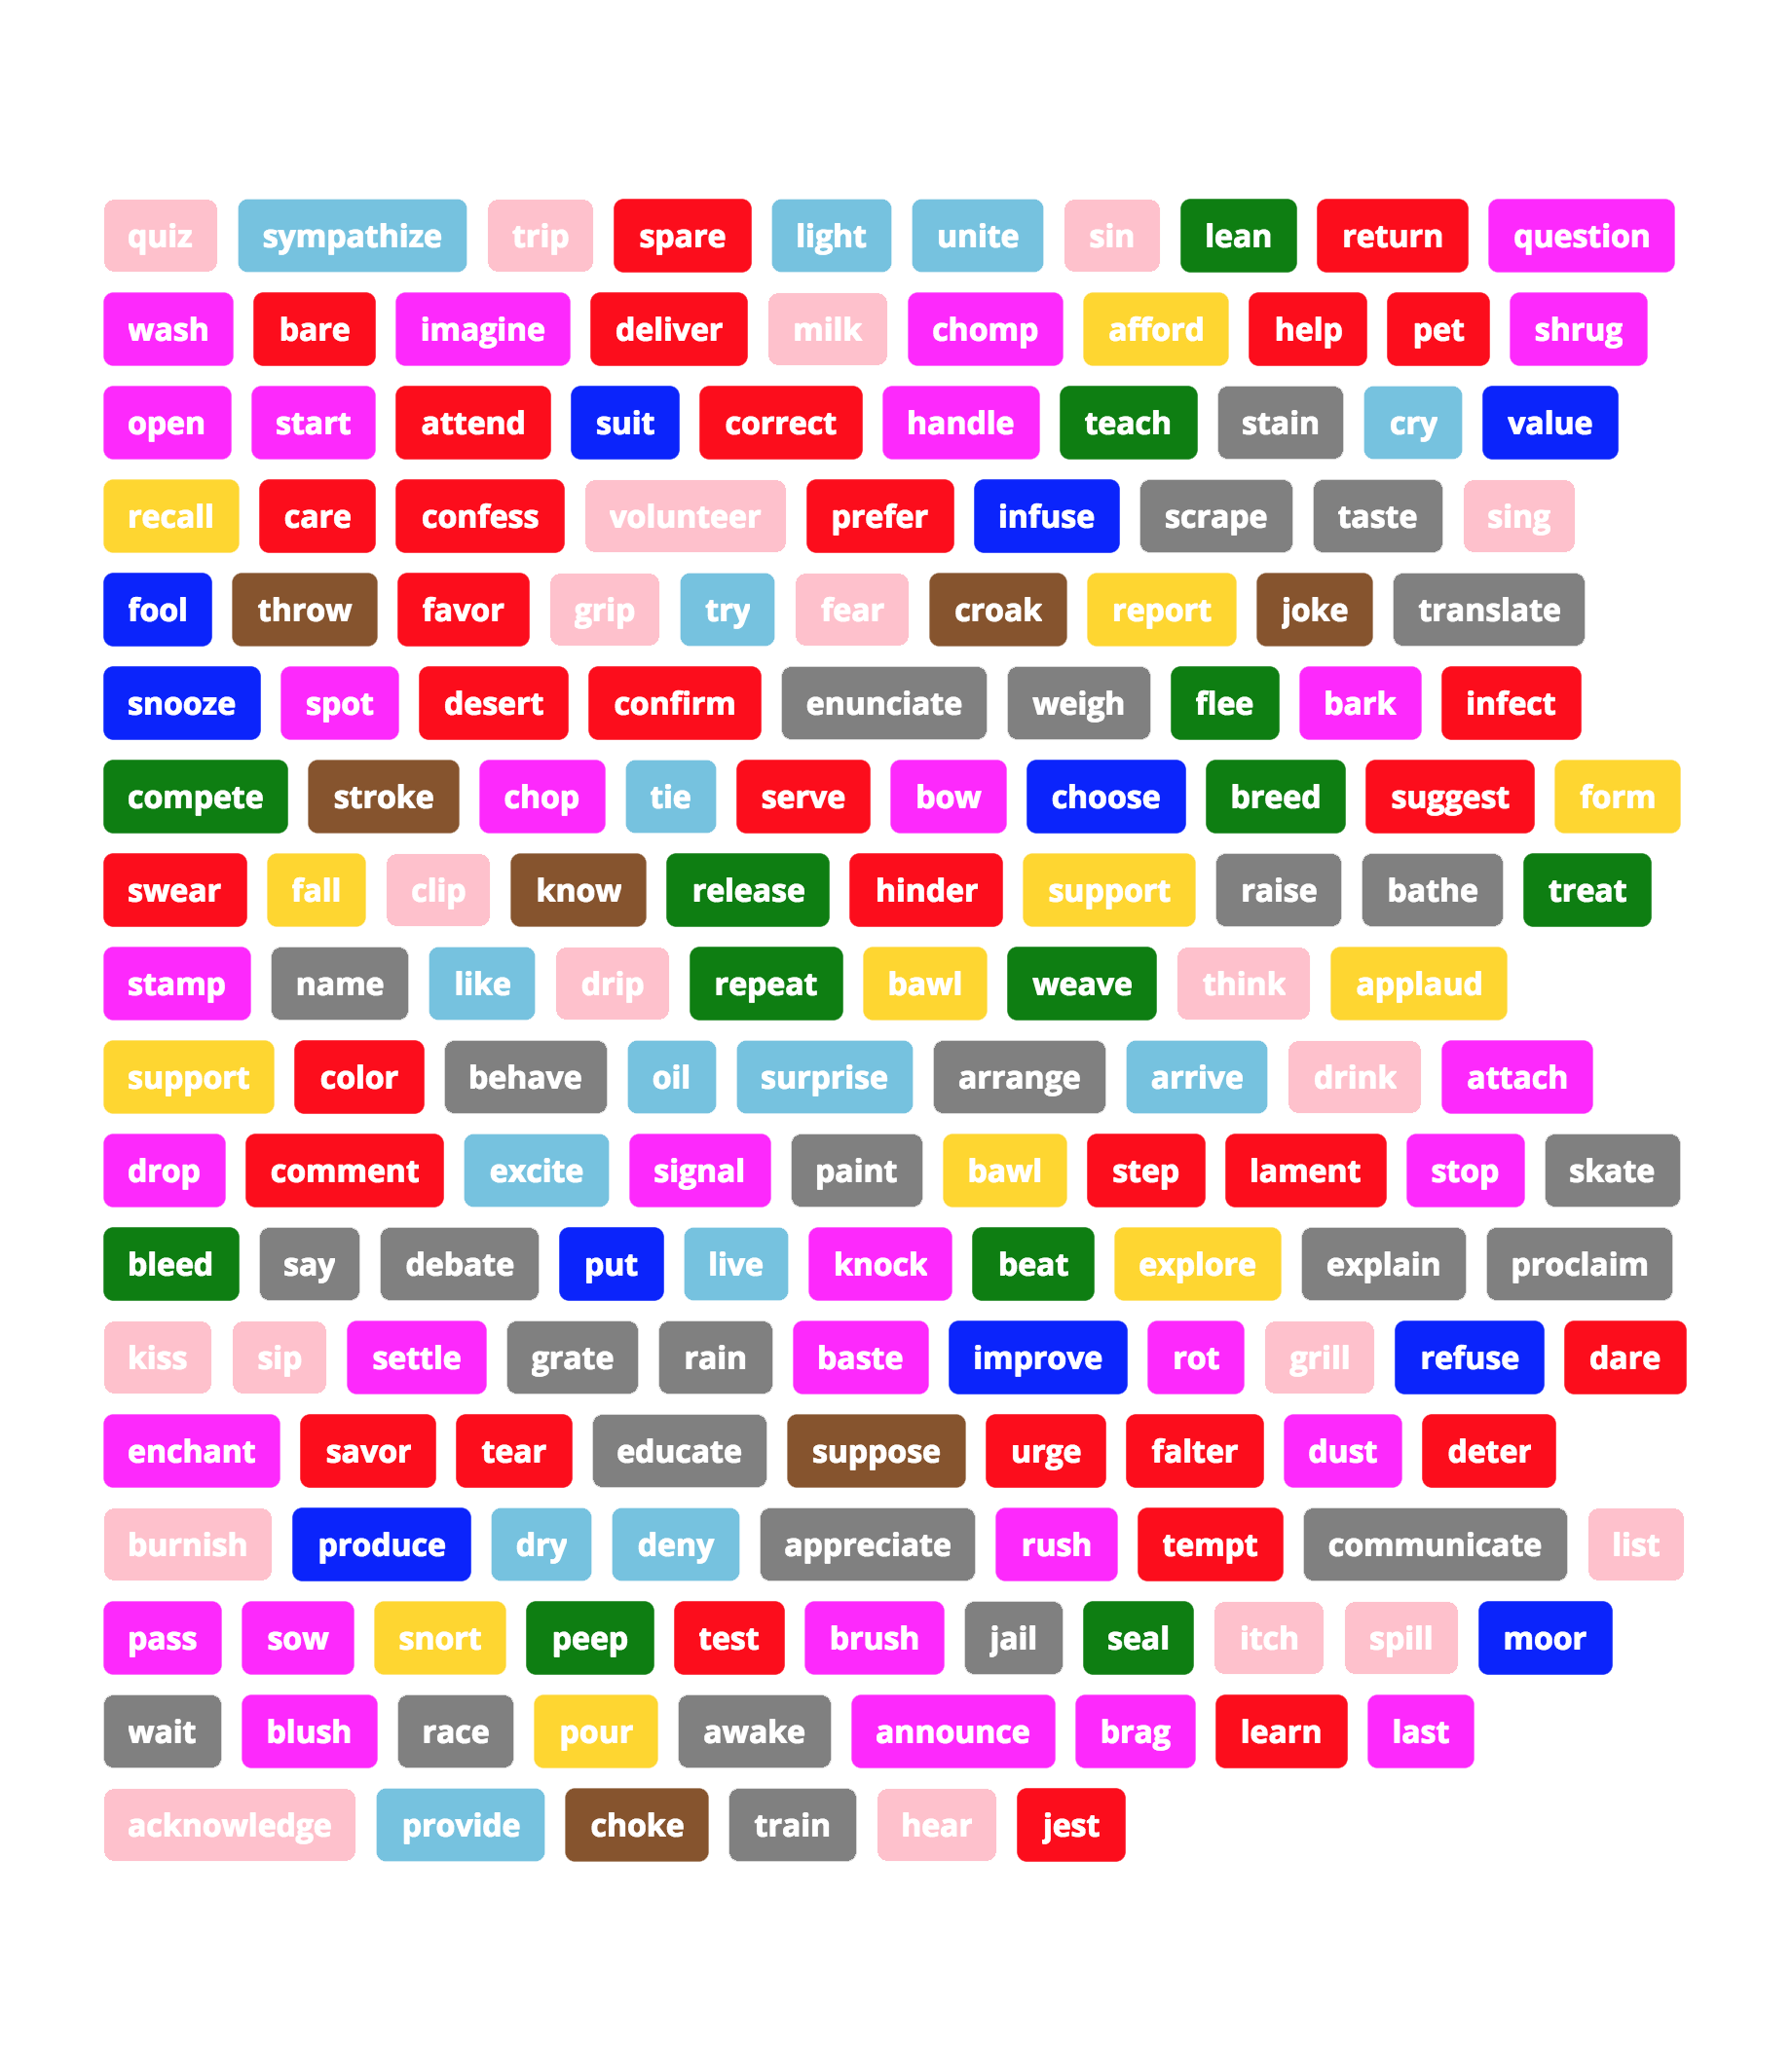 quiz sympathize trip spare light unite sin lean return question
wash bare imagine deliver milk chomp afford help pet shrug
open start attend suit correct handle teach stain cry value
recall care confess volunteer prefer infuse scrape taste sing
fool throw favor grip try fear croak report joke translate
snooze spot desert confirm enunciate weigh flee bark infect
compete stroke chop tie serve bow choose breed suggest form
swear fall clip know release hinder support raise bathe treat
stamp name like drip repeat bawl weave think applaud
support color behave oil surprise arrange arrive drink attach
drop comment excite signal paint bawl step lament stop skate
bleed say debate put live knock beat explore explain proclaim
kiss sip settle grate rain baste improve rot grill refuse dare
enchant savor tear educate suppose urge falter dust deter
burnish produce dry deny appreciate rush tempt communicate list
pass sow snort peep test brush jail seal itch spill moor
wait blush race pour awake announce brag learn last
acknowledge provide choke train hear jest